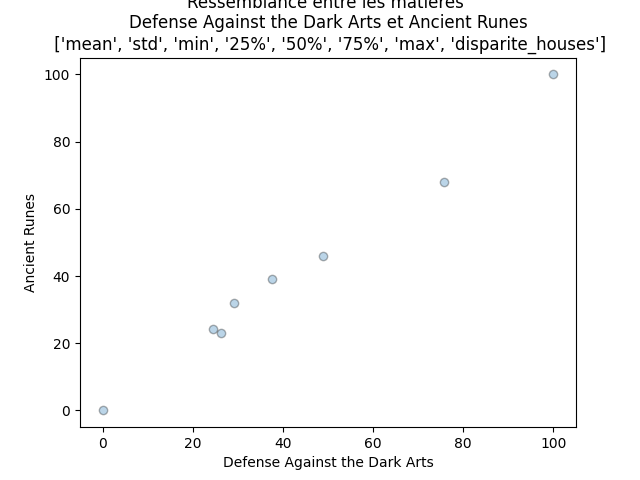 Ressemblance entre les matières
Defense Against the Dark Arts et Ancient Runes
['mean', 'std', 'min', '25%', '50%', '75%', 'max', 'disparite_houses']
100
80
60
40
20
0
Ancient Runes
0 20 40 60 80 100
Defense Against the Dark Arts